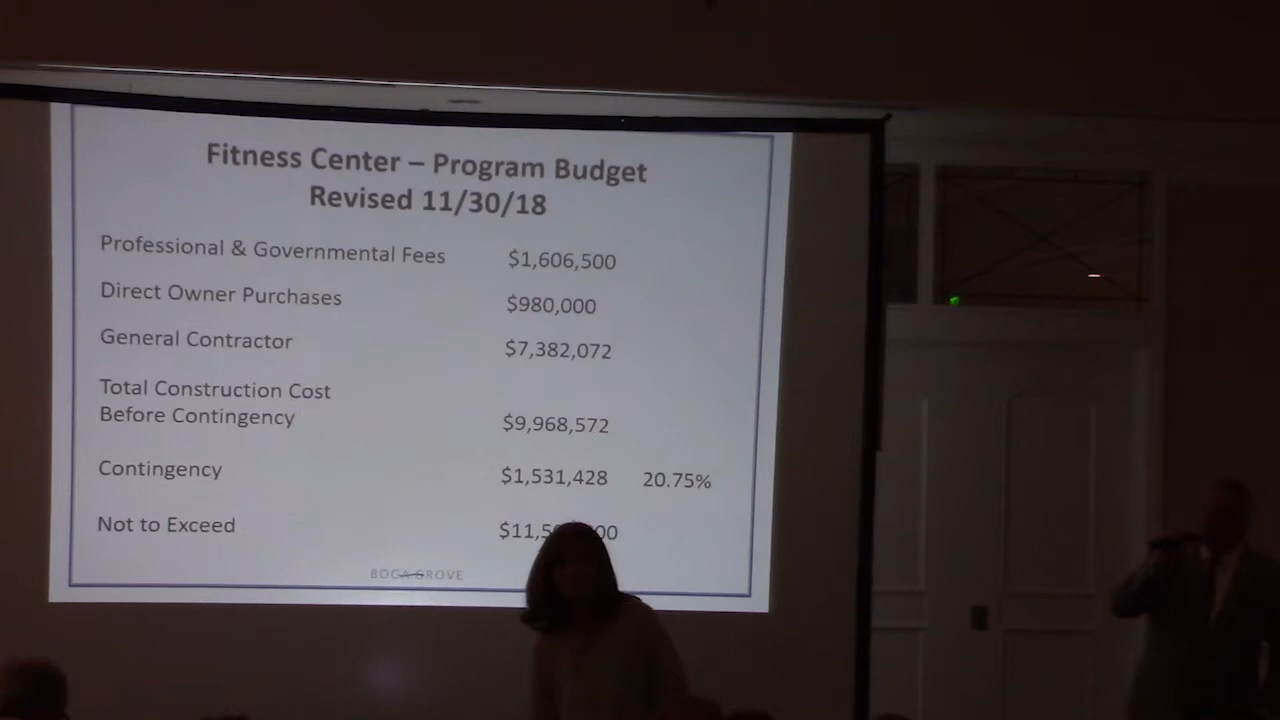 Fitness Center – Program Budget
Revised 11/30/18
Professional & Governmental Fees $1,606,500
Direct Owner Purchases $980,000
General Contractor $7,382,072
Total Construction Cost
Before Contingency $9,968,572
Contingency $1,531,428 20.75%
Not to Exceed
BOCA GROVE